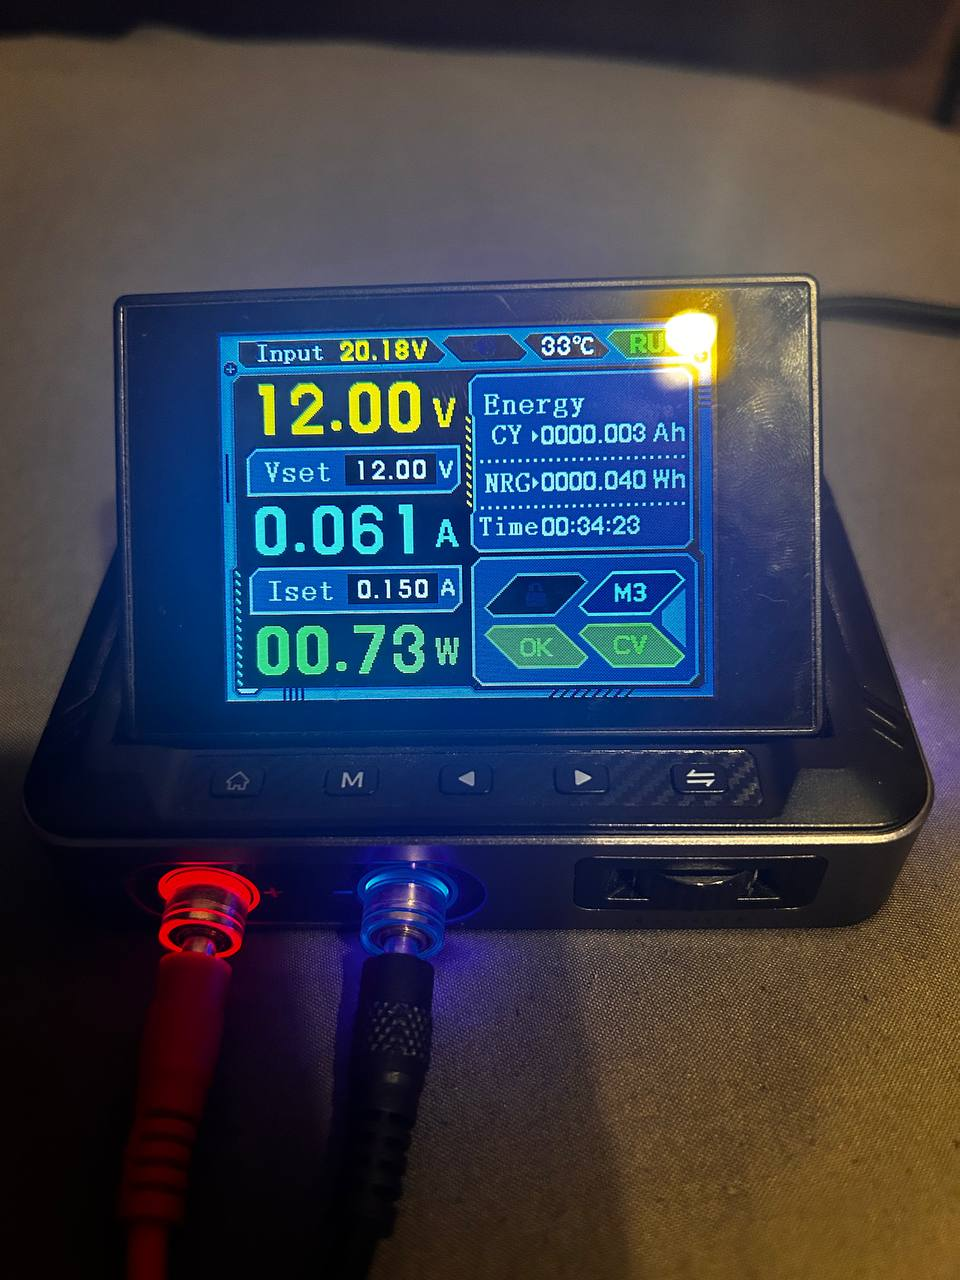 Input 20.18V 33°C
12.00 V
Vset 12.00 V
0.061 A
Iset 0.150 A
00.73 W
Energy
CY▸0000.003 Ah
NRG▸0000.040 Wh
Time 00:34:23
M3
OK CV
M
+ −